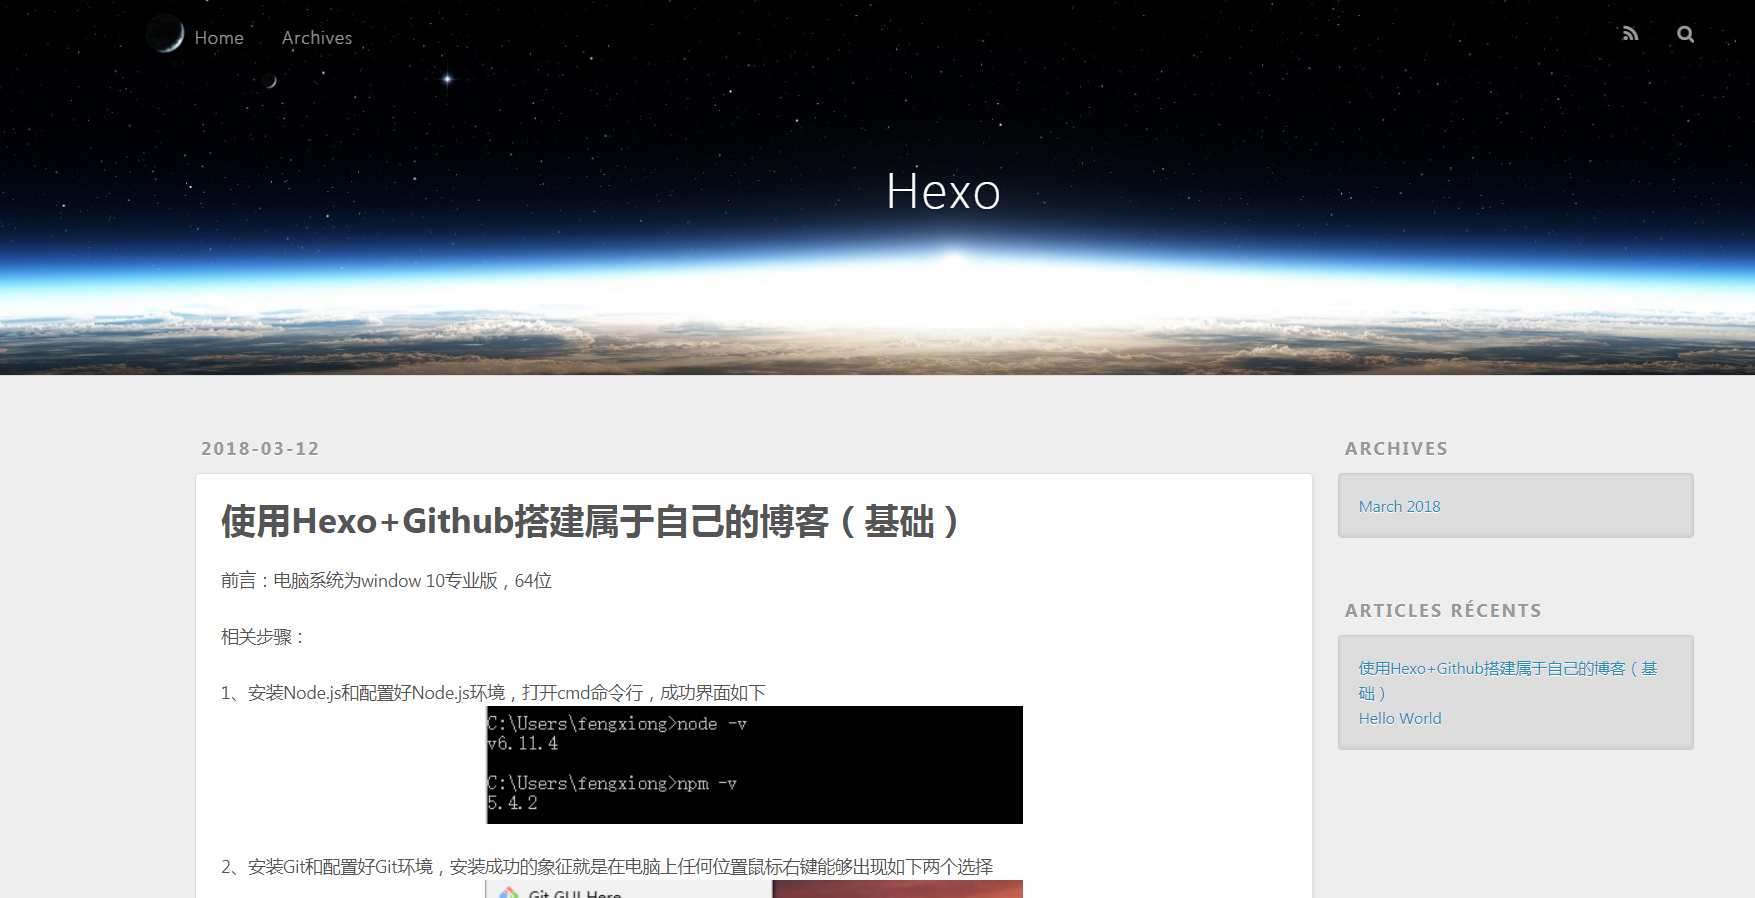 Home Archives
Hexo
2018-03-12
使用Hexo+Github搭建属于自己的博客（基础）
前言：电脑系统为window 10专业版，64位
相关步骤：
1、安装Node.js和配置好Node.js环境，打开cmd命令行，成功界面如下
C:\Users\fengxiong>node -v
v6.11.4
C:\Users\fengxiong>npm -v
5.4.2
2、安装Git和配置好Git环境，安装成功的象征就是在电脑上任何位置鼠标右键能够出现如下两个选择
Git GUI Here
ARCHIVES
March 2018
ARTICLES RÉCENTS
使用Hexo+Github搭建属于自己的博客（基
础）
Hello World